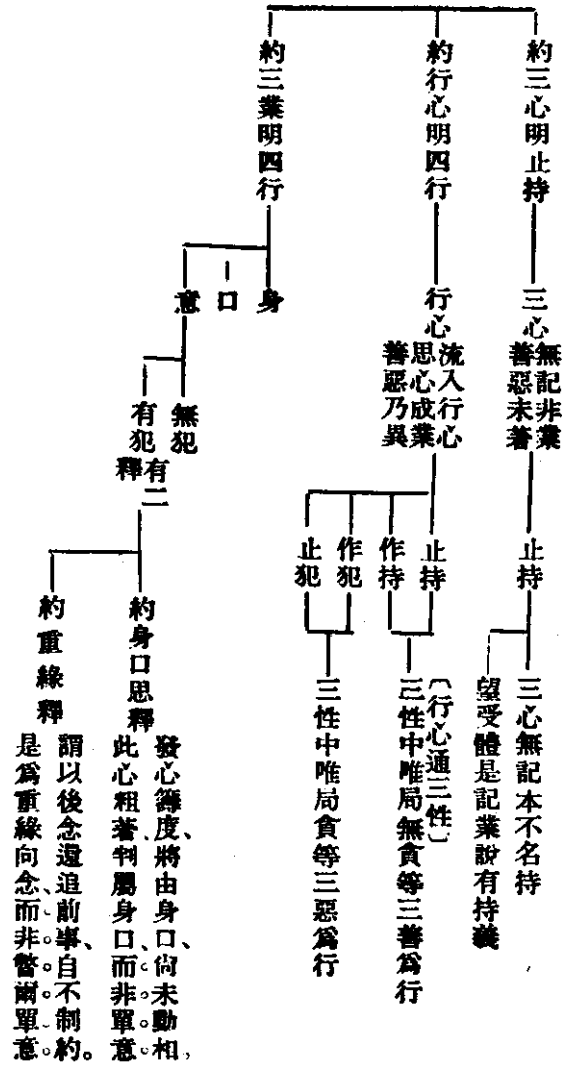 約三心明止持
三心
無記非業
善惡未著
止持
三心無記本不名持
望受體是記業說有持義
約行心明四行
行心
流入行心
思心成業
善惡乃異
止持
作持
作犯
止犯
〔行心通三性〕
三性中唯局無貪等三善為行
三性中唯局貪等三惡為行
約三業明四行
身
口
意
無犯
有犯
有二
釋
約身口思釋
發心籌度、將由身口、尚未動相、
此心粗著、判屬身口、而非單意。
約重緣釋
謂以後念還追前事、自不制約。
是為重緣向念、而非瞥爾單意。